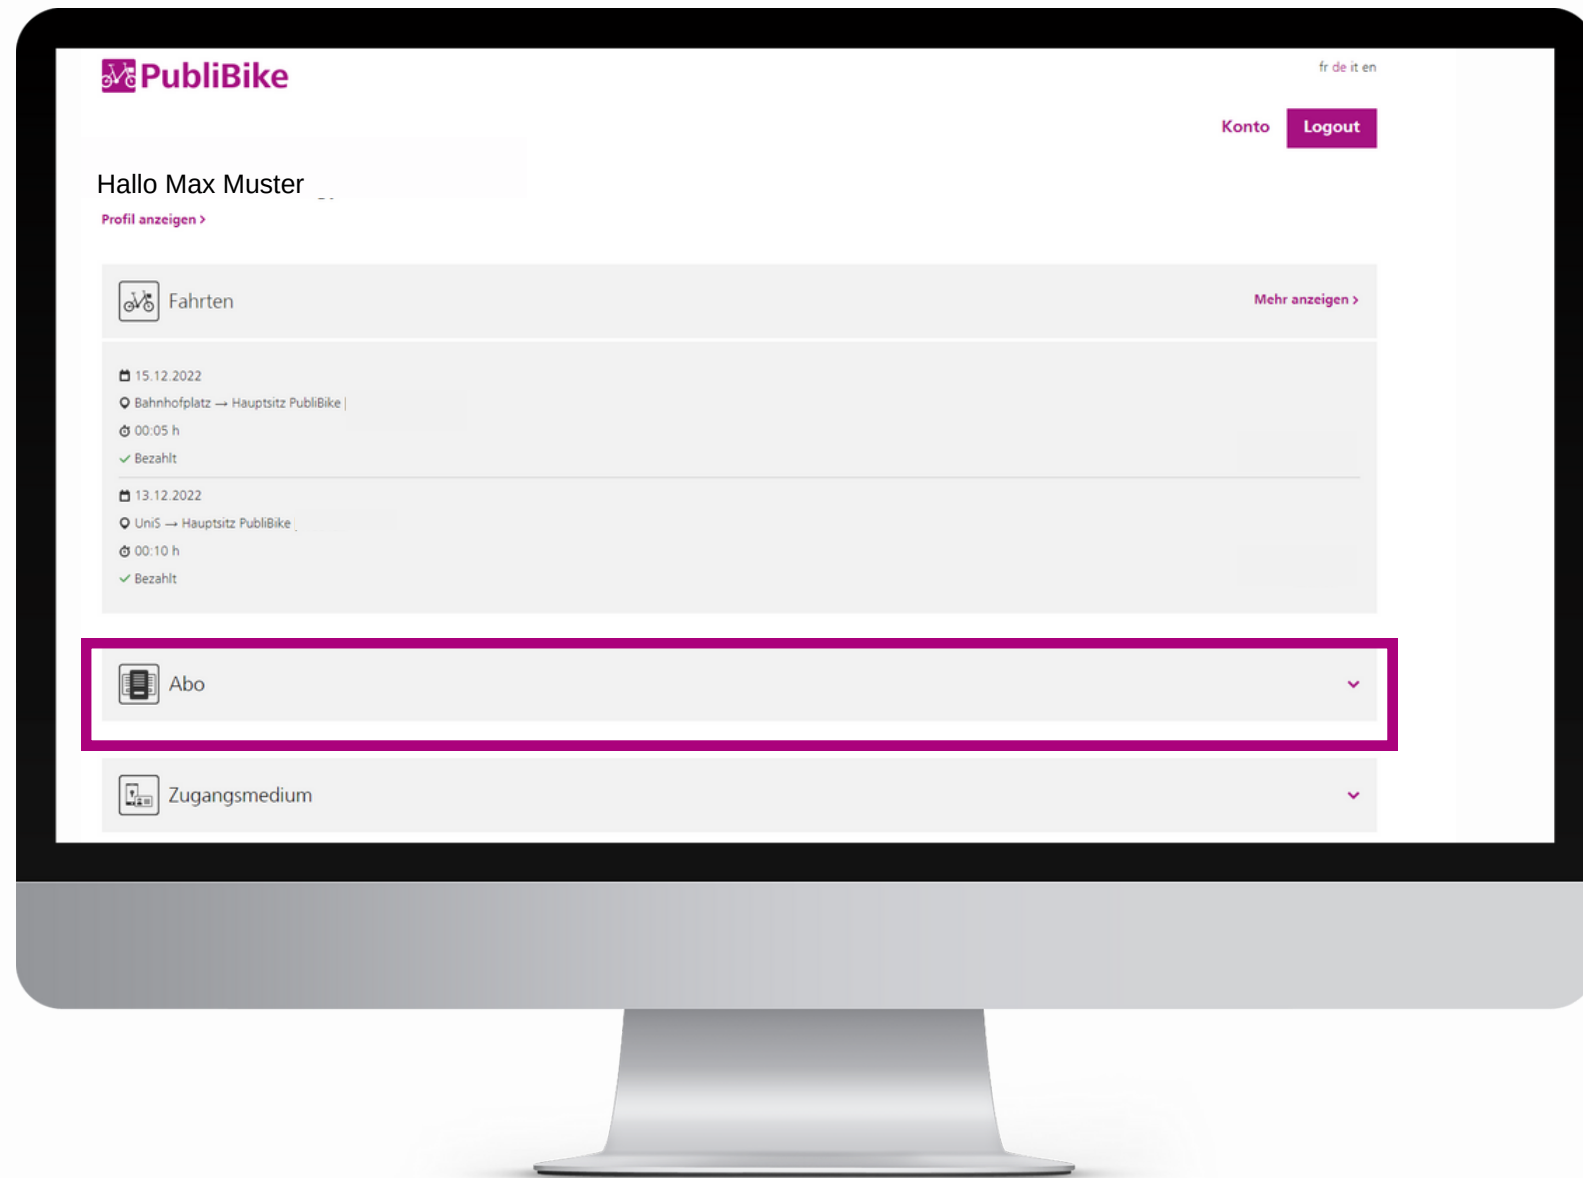 PubliBike
fr de it en
Konto
Logout
Hallo Max Muster
Profil anzeigen >
Fahrten
Mehr anzeigen >
15.12.2022
Bahnhofplatz → Hauptsitz PubliBike |
00:05 h
Bezahlt
13.12.2022
UniS → Hauptsitz PubliBike
00:10 h
Bezahlt
Abo
Zugangsmedium